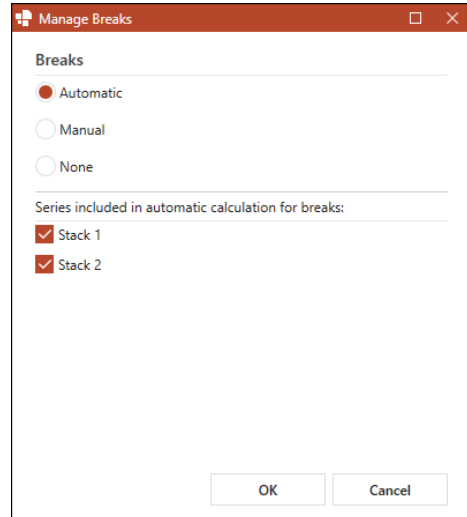 Manage Breaks
Breaks
Automatic
Manual
None
Series included in automatic calculation for breaks:
Stack 1
Stack 2
OK Cancel